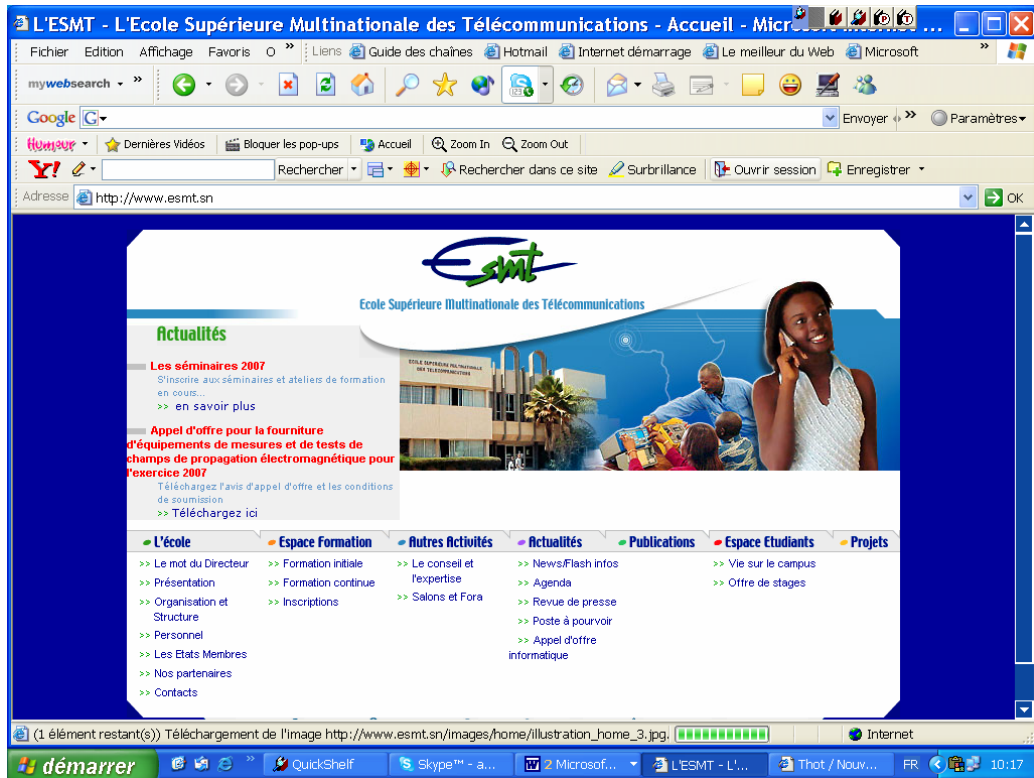 L'ESMT - L'Ecole Supérieure Multinationale des Télécommunications - Accueil - Microsoft Internet ...
Fichier Edition Affichage Favoris O » Liens Guide des chaînes Hotmail Internet démarrage Le meilleur du Web Microsoft »
mywebsearch »
Google G Envoyer » Paramètres
Humour Dernières Vidéos Bloquer les pop-ups Accueil Zoom In Zoom Out
Y! Rechercher Rechercher dans ce site Surbrillance Ouvrir session Enregistrer
Adresse http://www.esmt.sn OK
Esmt
Ecole Supérieure Multinationale des Télécommunications
Actualités
Les séminaires 2007
S'inscrire aux séminaires et ateliers de formation
en cours...
>> en savoir plus
Appel d'offre pour la fourniture
d'équipements de mesures et de tests de
champs de propagation électromagnétique pour
l'exercice 2007
Téléchargez l'avis d'appel d'offre et les conditions
de soumission
>> Téléchargez ici
ECOLE SUPERIEURE MULTINATIONALE
DES TELECOMMUNICATIONS
L'école Espace Formation Autres Activités Actualités Publications Espace Etudiants Projets
>> Le mot du Directeur
>> Présentation
>> Organisation et
Structure
>> Personnel
>> Les Etats Membres
>> Nos partenaires
>> Contacts
>> Formation initiale
>> Formation continue
>> Inscriptions
>> Le conseil et
l'expertise
>> Salons et Fora
>> News/Flash infos
>> Agenda
>> Revue de presse
>> Poste à pourvoir
>> Appel d'offre
informatique
>> Vie sur le campus
>> Offre de stages
(1 élément restant(s)) Téléchargement de l'image http://www.esmt.sn/images/home/illustration_home_3.jpg. Internet
démarrer » QuickShelf Skype™ - a... 2 Microsof... L'ESMT - L'... Thot / Nouv... FR 10:17